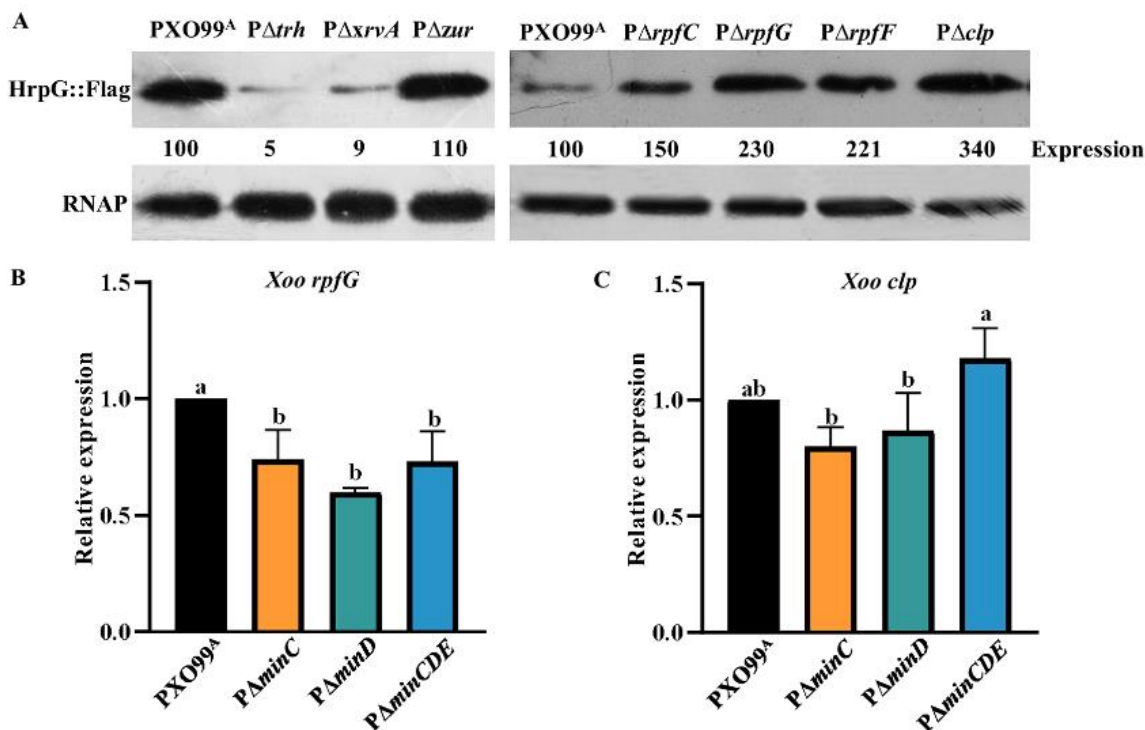 A
PXO99ᴬ PΔtrh PΔxrvA PΔzur PXO99ᴬ PΔrpfC PΔrpfG PΔrpfF PΔclp
HrpG::Flag
100 5 9 110 100 150 230 221 340 Expression
RNAP
B Xoo rpfG
Relative expression
1.5
1.0
0.5
0.0
a
b
b
b
PXO99ᴬ
PΔminC
PΔminD
PΔminCDE
C Xoo clp
Relative expression
1.5
1.0
0.5
0.0
ab
b
b
a
PXO99ᴬ
PΔminC
PΔminD
PΔminCDE